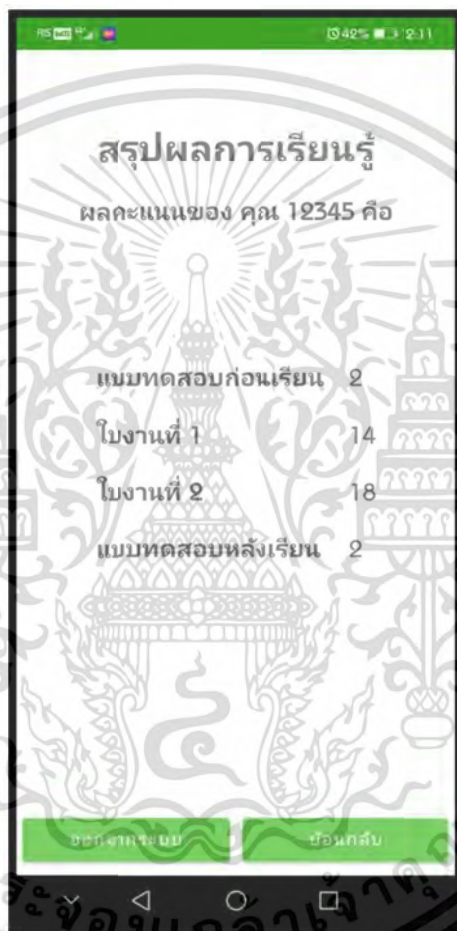 42% 2:11
สรุปผลการเรียนรู้
ผลคะแนนของ คุณ 12345 คือ
แบบทดสอบก่อนเรียน 2
ใบงานที่ 1 14
ใบงานที่ 2 18
แบบทดสอบหลังเรียน 2
ออกจากระบบ ย้อนกลับ